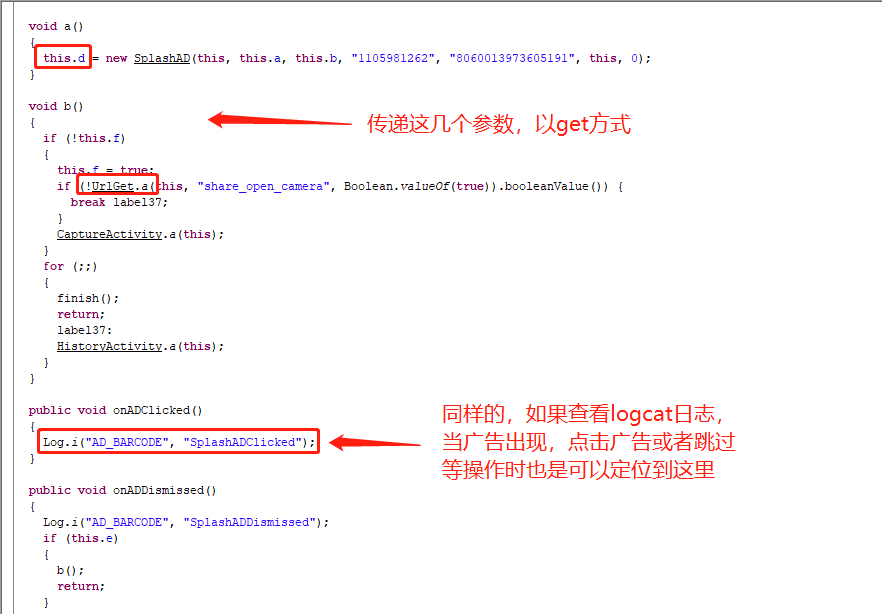 void a()
{
this.d = new SplashAD(this, this.a, this.b, "1105981262", "8060013973605191", this, 0);
}
void b()
{
传递这几个参数，以get方式
if (!this.f)
{
this.f = true;
if (!UrlGet.a(this, "share_open_camera", Boolean.valueOf(true)).booleanValue()) {
break label37;
}
CaptureActivity.a(this);
}
for (;;)
{
finish();
return;
label37:
HistoryActivity.a(this);
}
}
public void onADClicked()
{
Log.i("AD_BARCODE", "SplashADClicked");
}
同样的，如果查看logcat日志，
当广告出现，点击广告或者跳过
等操作时也是可以定位到这里
public void onADDismissed()
{
Log.i("AD_BARCODE", "SplashADDismissed");
if (this.e)
{
b();
return;
}